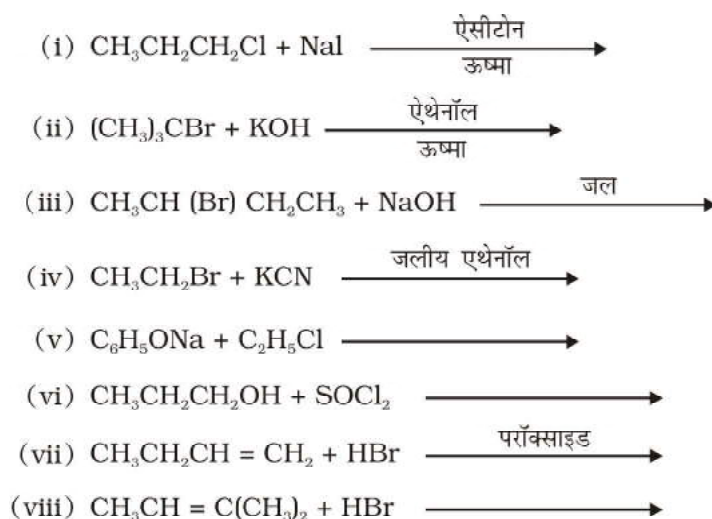 (i) CH₃CH₂CH₂Cl + NaI ऐसीटोन ऊष्मा
(ii) (CH₃)₃CBr + KOH ऐथेनॉल ऊष्मा
(iii) CH₃CH (Br) CH₂CH₃ + NaOH जल
(iv) CH₃CH₂Br + KCN जलीय एथेनॉल
(v) C₆H₅ONa + C₂H₅Cl
(vi) CH₃CH₂CH₂OH + SOCl₂
(vii) CH₃CH₂CH = CH₂ + HBr परॉक्साइड
(viii) CH₃CH = C(CH₃)₂ + HBr